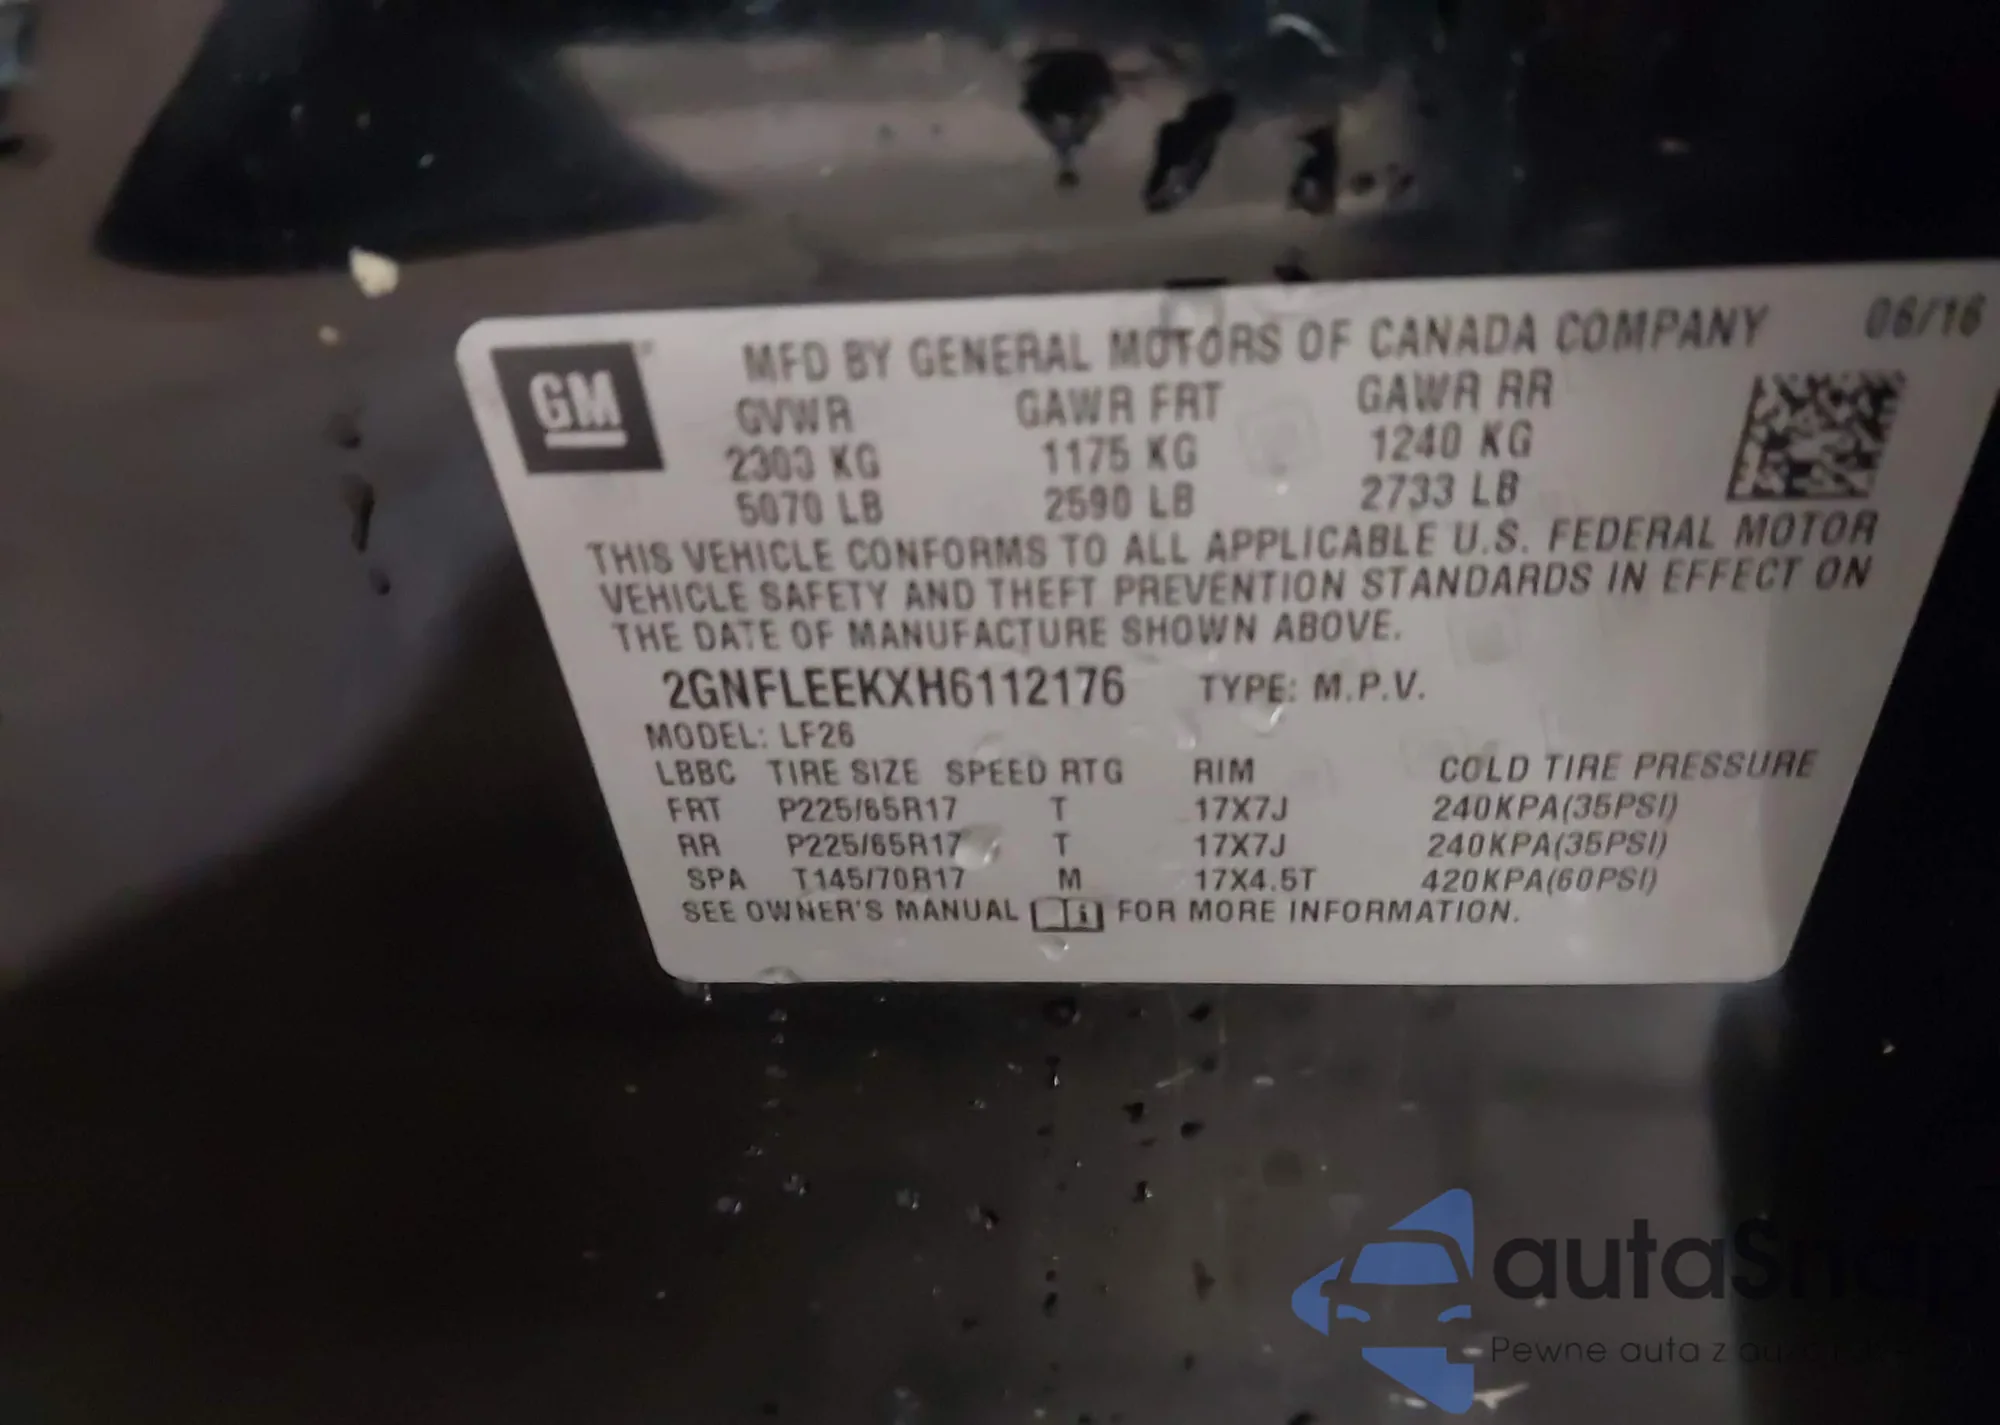 GM
MFD BY GENERAL MOTORS OF CANADA COMPANY 06/16
GVWR GAWR FRT GAWR RR
2300 KG 1175 KG 1240 KG
5070 LB 2590 LB 2733 LB
THIS VEHICLE CONFORMS TO ALL APPLICABLE U.S. FEDERAL MOTOR
VEHICLE SAFETY AND THEFT PREVENTION STANDARDS IN EFFECT ON
THE DATE OF MANUFACTURE SHOWN ABOVE.
2GNFLEEKXH6112176 TYPE: M.P.V.
MODEL: LF26
LBBC TIRE SIZE SPEED RTG RIM COLD TIRE PRESSURE
FRT P225/65R17 T 17X7J 240KPA(35PSI)
RR P225/65R17 T 17X7J 240KPA(35PSI)
SPA T145/70R17 M 17X4.5T 420KPA(60PSI)
SEE OWNER'S MANUAL FOR MORE INFORMATION.
autaSnap
Pewne auta z